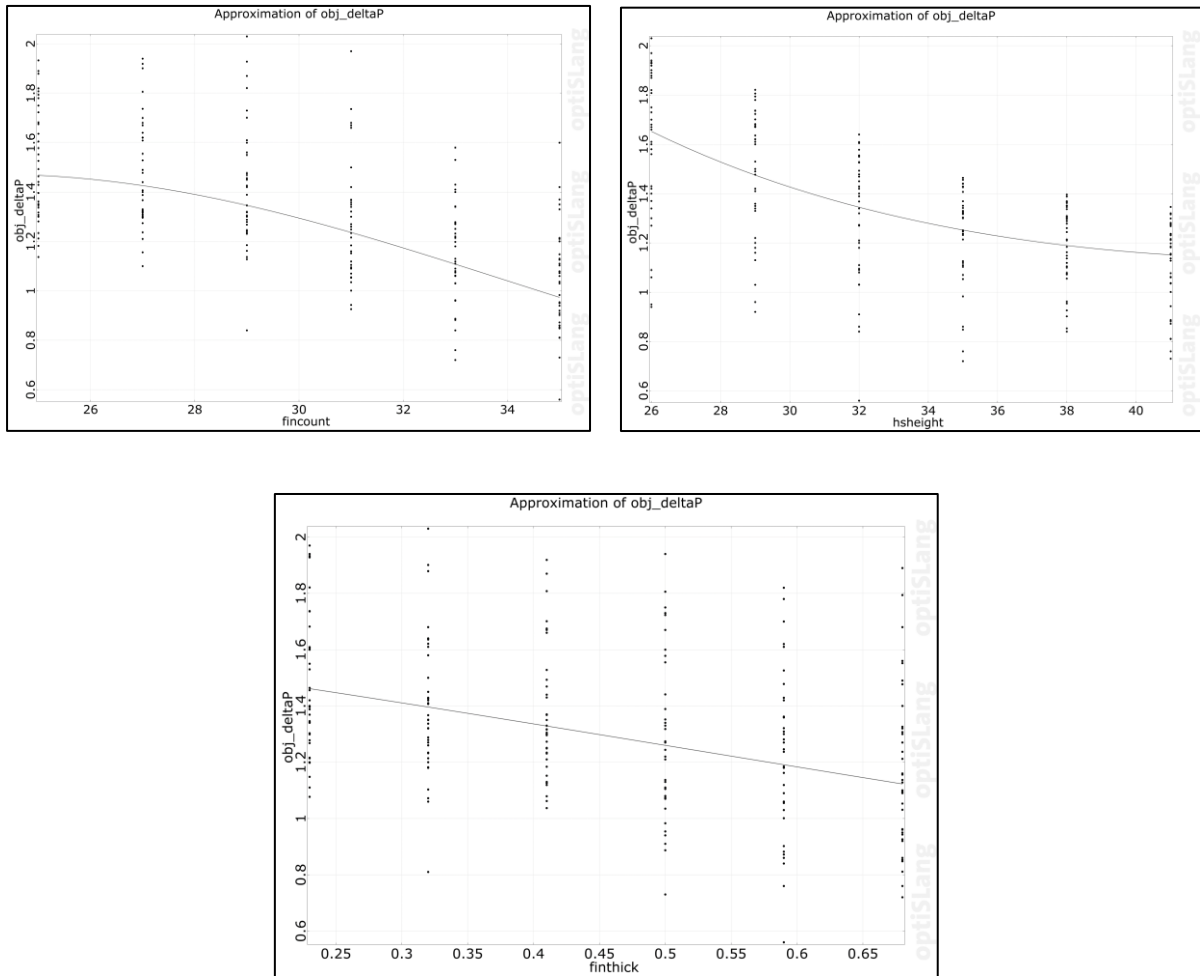 Approximation of obj_deltaP
2
1.8
1.6
1.4
1.2
1
0.8
0.6
obj_deltaP
26 28 30 32 34
fincount
optiSLang
optiSLang
optiSLang
Approximation of obj_deltaP
2
1.8
1.6
1.4
1.2
1
0.8
0.6
obj_deltaP
26 28 30 32 34 36 38 40
hsheight
optiSLang
optiSLang
optiSLang
Approximation of obj_deltaP
2
1.8
1.6
1.4
1.2
1
0.8
0.6
obj_deltaP
0.25 0.3 0.35 0.4 0.45 0.5 0.55 0.6 0.65
finthick
optiSLang
optiSLang
optiSLang